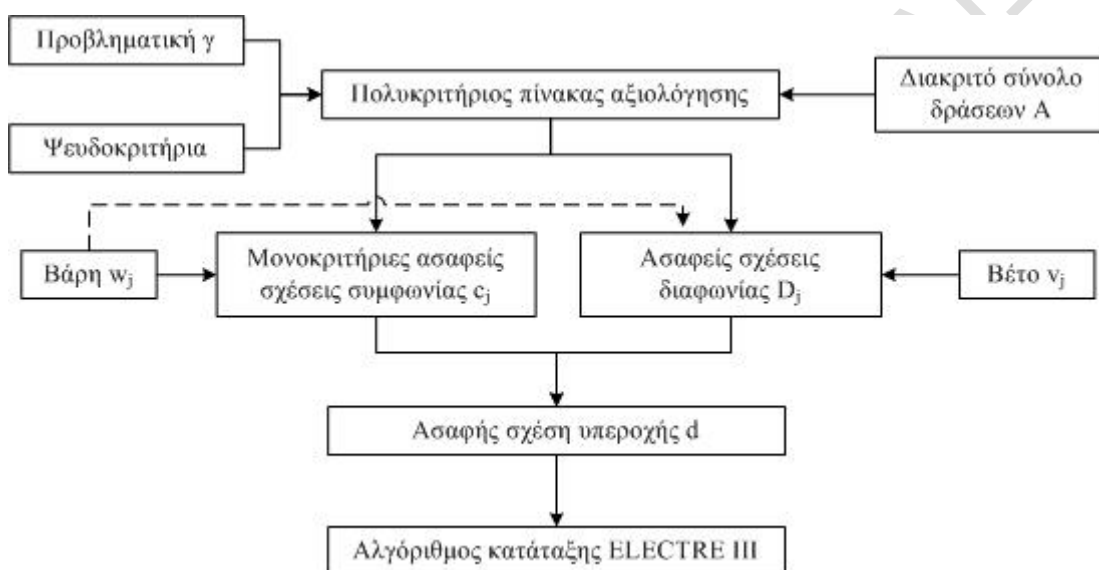 Προβληματική γ
Πολυκριτήριος πίνακας αξιολόγησης
Διακριτό σύνολο
δράσεων Α
Ψευδοκριτήρια
Βάρη wj
Μονοκριτήριες ασαφείς
σχέσεις συμφωνίας cj
Ασαφείς σχέσεις
διαφωνίας Dj
Βέτο vj
Ασαφής σχέση υπεροχής d
Αλγόριθμος κατάταξης ELECTRE III